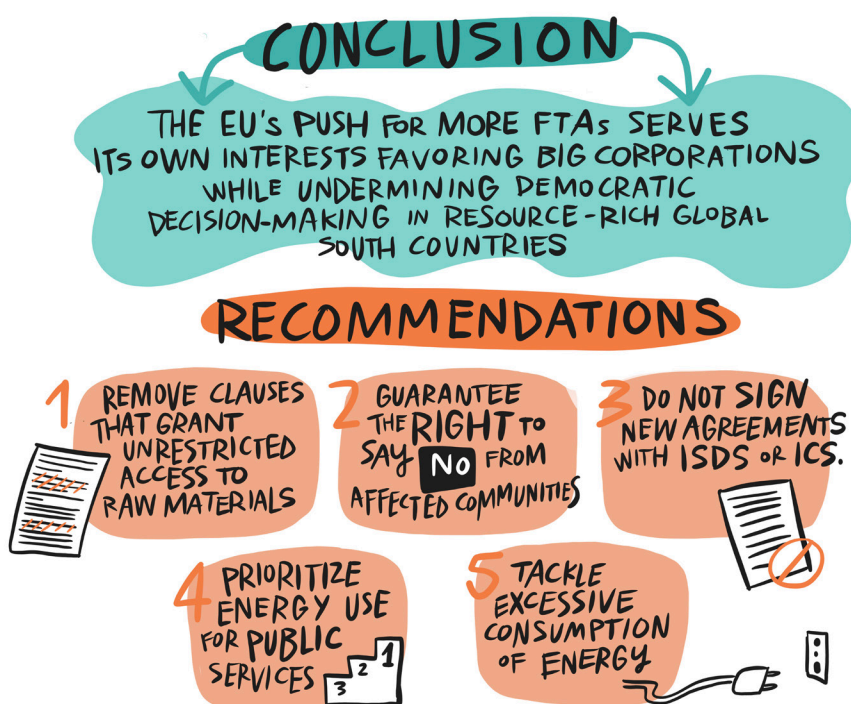 CONCLUSION
THE EU'S PUSH FOR MORE FTAs SERVES
ITS OWN INTERESTS FAVORING BIG CORPORATIONS
WHILE UNDERMINING DEMOCRATIC
DECISION-MAKING IN RESOURCE-RICH GLOBAL
SOUTH COUNTRIES
RECOMMENDATIONS
1
REMOVE CLAUSES
THAT GRANT
UNRESTRICTED
ACCESS TO
RAW MATERIALS
2
GUARANTEE
THE RIGHT TO
SAY NO FROM
AFFECTED COMMUNITIES
3
DO NOT SIGN
NEW AGREEMENTS
WITH ISDS OR ICS.
4
PRIORITIZE
ENERGY USE
FOR PUBLIC
SERVICES
1
2
3
5
TACKLE
EXCESSIVE
CONSUMPTION
OF ENERGY